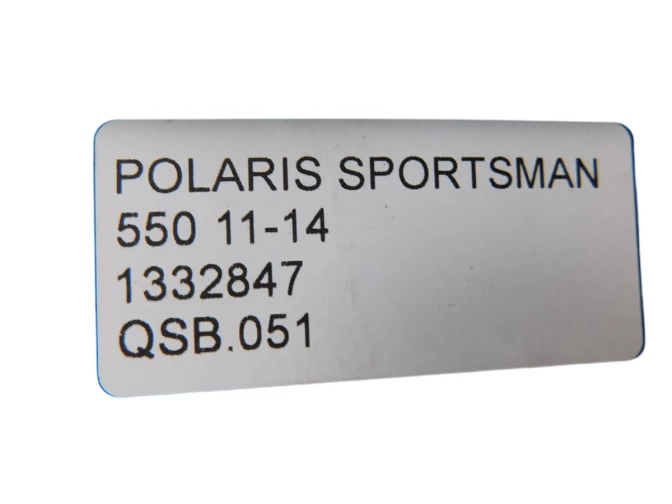 POLARIS SPORTSMAN
550 11-14
1332847
QSB.051